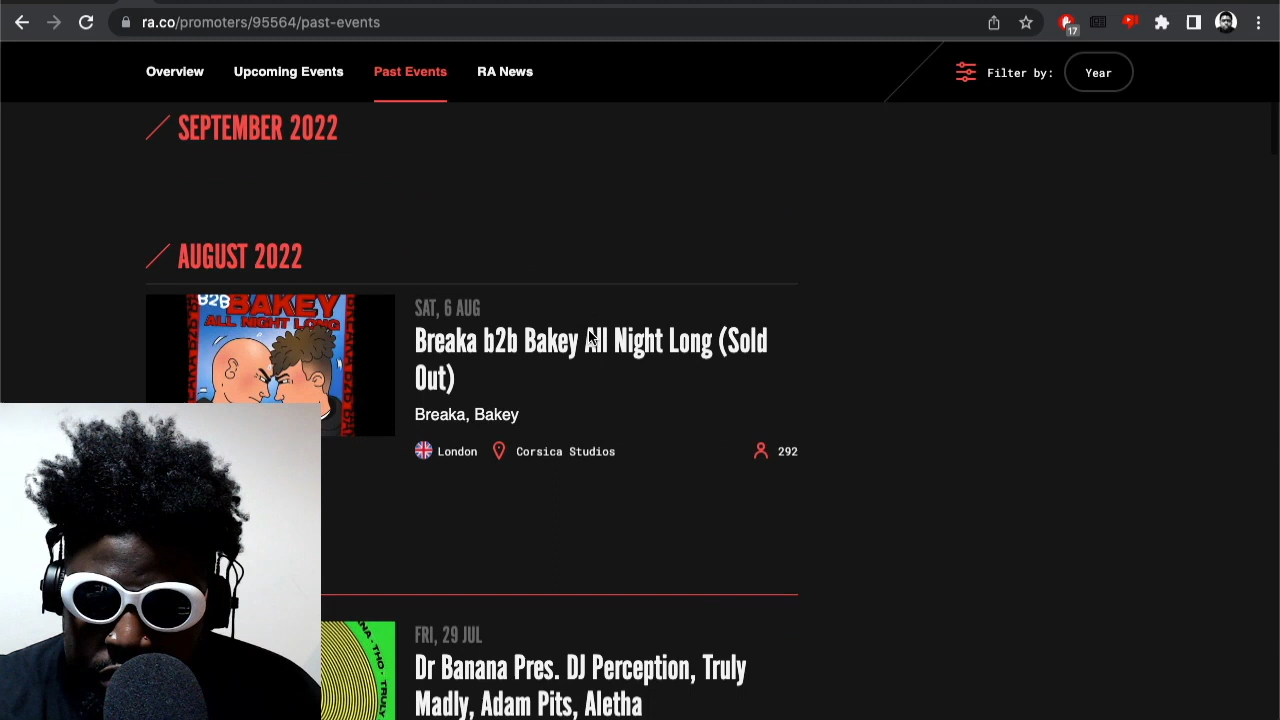 ra.co/promoters/95564/past-events
17
Overview Upcoming Events Past Events RA News
Filter by: Year
SEPTEMBER 2022
AUGUST 2022
B2B BAKEY
ALL NIGHT LONG
SAT, 6 AUG
Breaka b2b Bakey All Night Long (Sold
Out)
Breaka, Bakey
London Corsica Studios 292
FRI, 29 JUL
Dr Banana Pres. DJ Perception, Truly
Madly, Adam Pits, Aletha